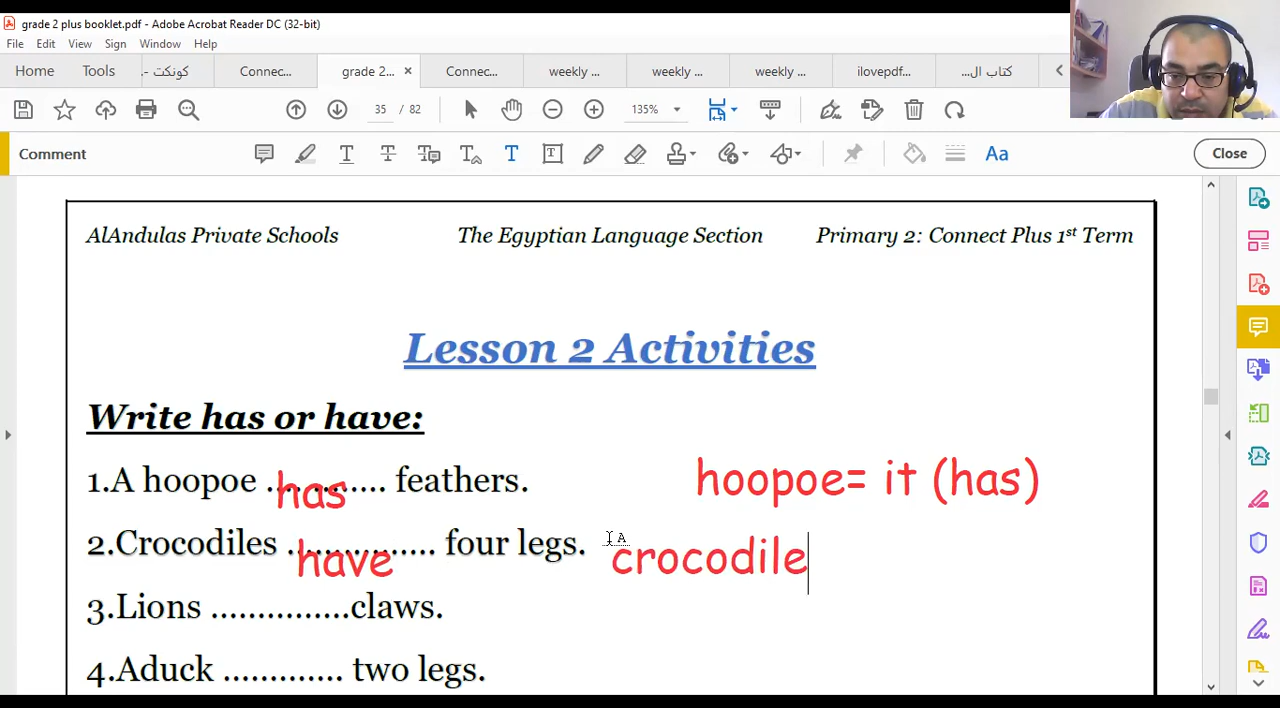 grade 2 plus booklet.pdf - Adobe Acrobat Reader DC (32-bit)
File Edit View Sign Window Help
Home Tools كونكت -.. Connec... grade 2... × Connec... weekly ... weekly ... weekly ... ilovepdf... كتاب ال...
35 / 82 135%
Comment T T T T T Aa Close
AlAndulas Private Schools The Egyptian Language Section Primary 2: Connect Plus 1st Term
Lesson 2 Activities
Write has or have:
1.A hoopoe .... has ........ feathers. hoopoe= it (has)
2.Crocodiles ............... four legs. crocodile
have
3.Lions ...............claws.
4.Aduck ............. two legs.